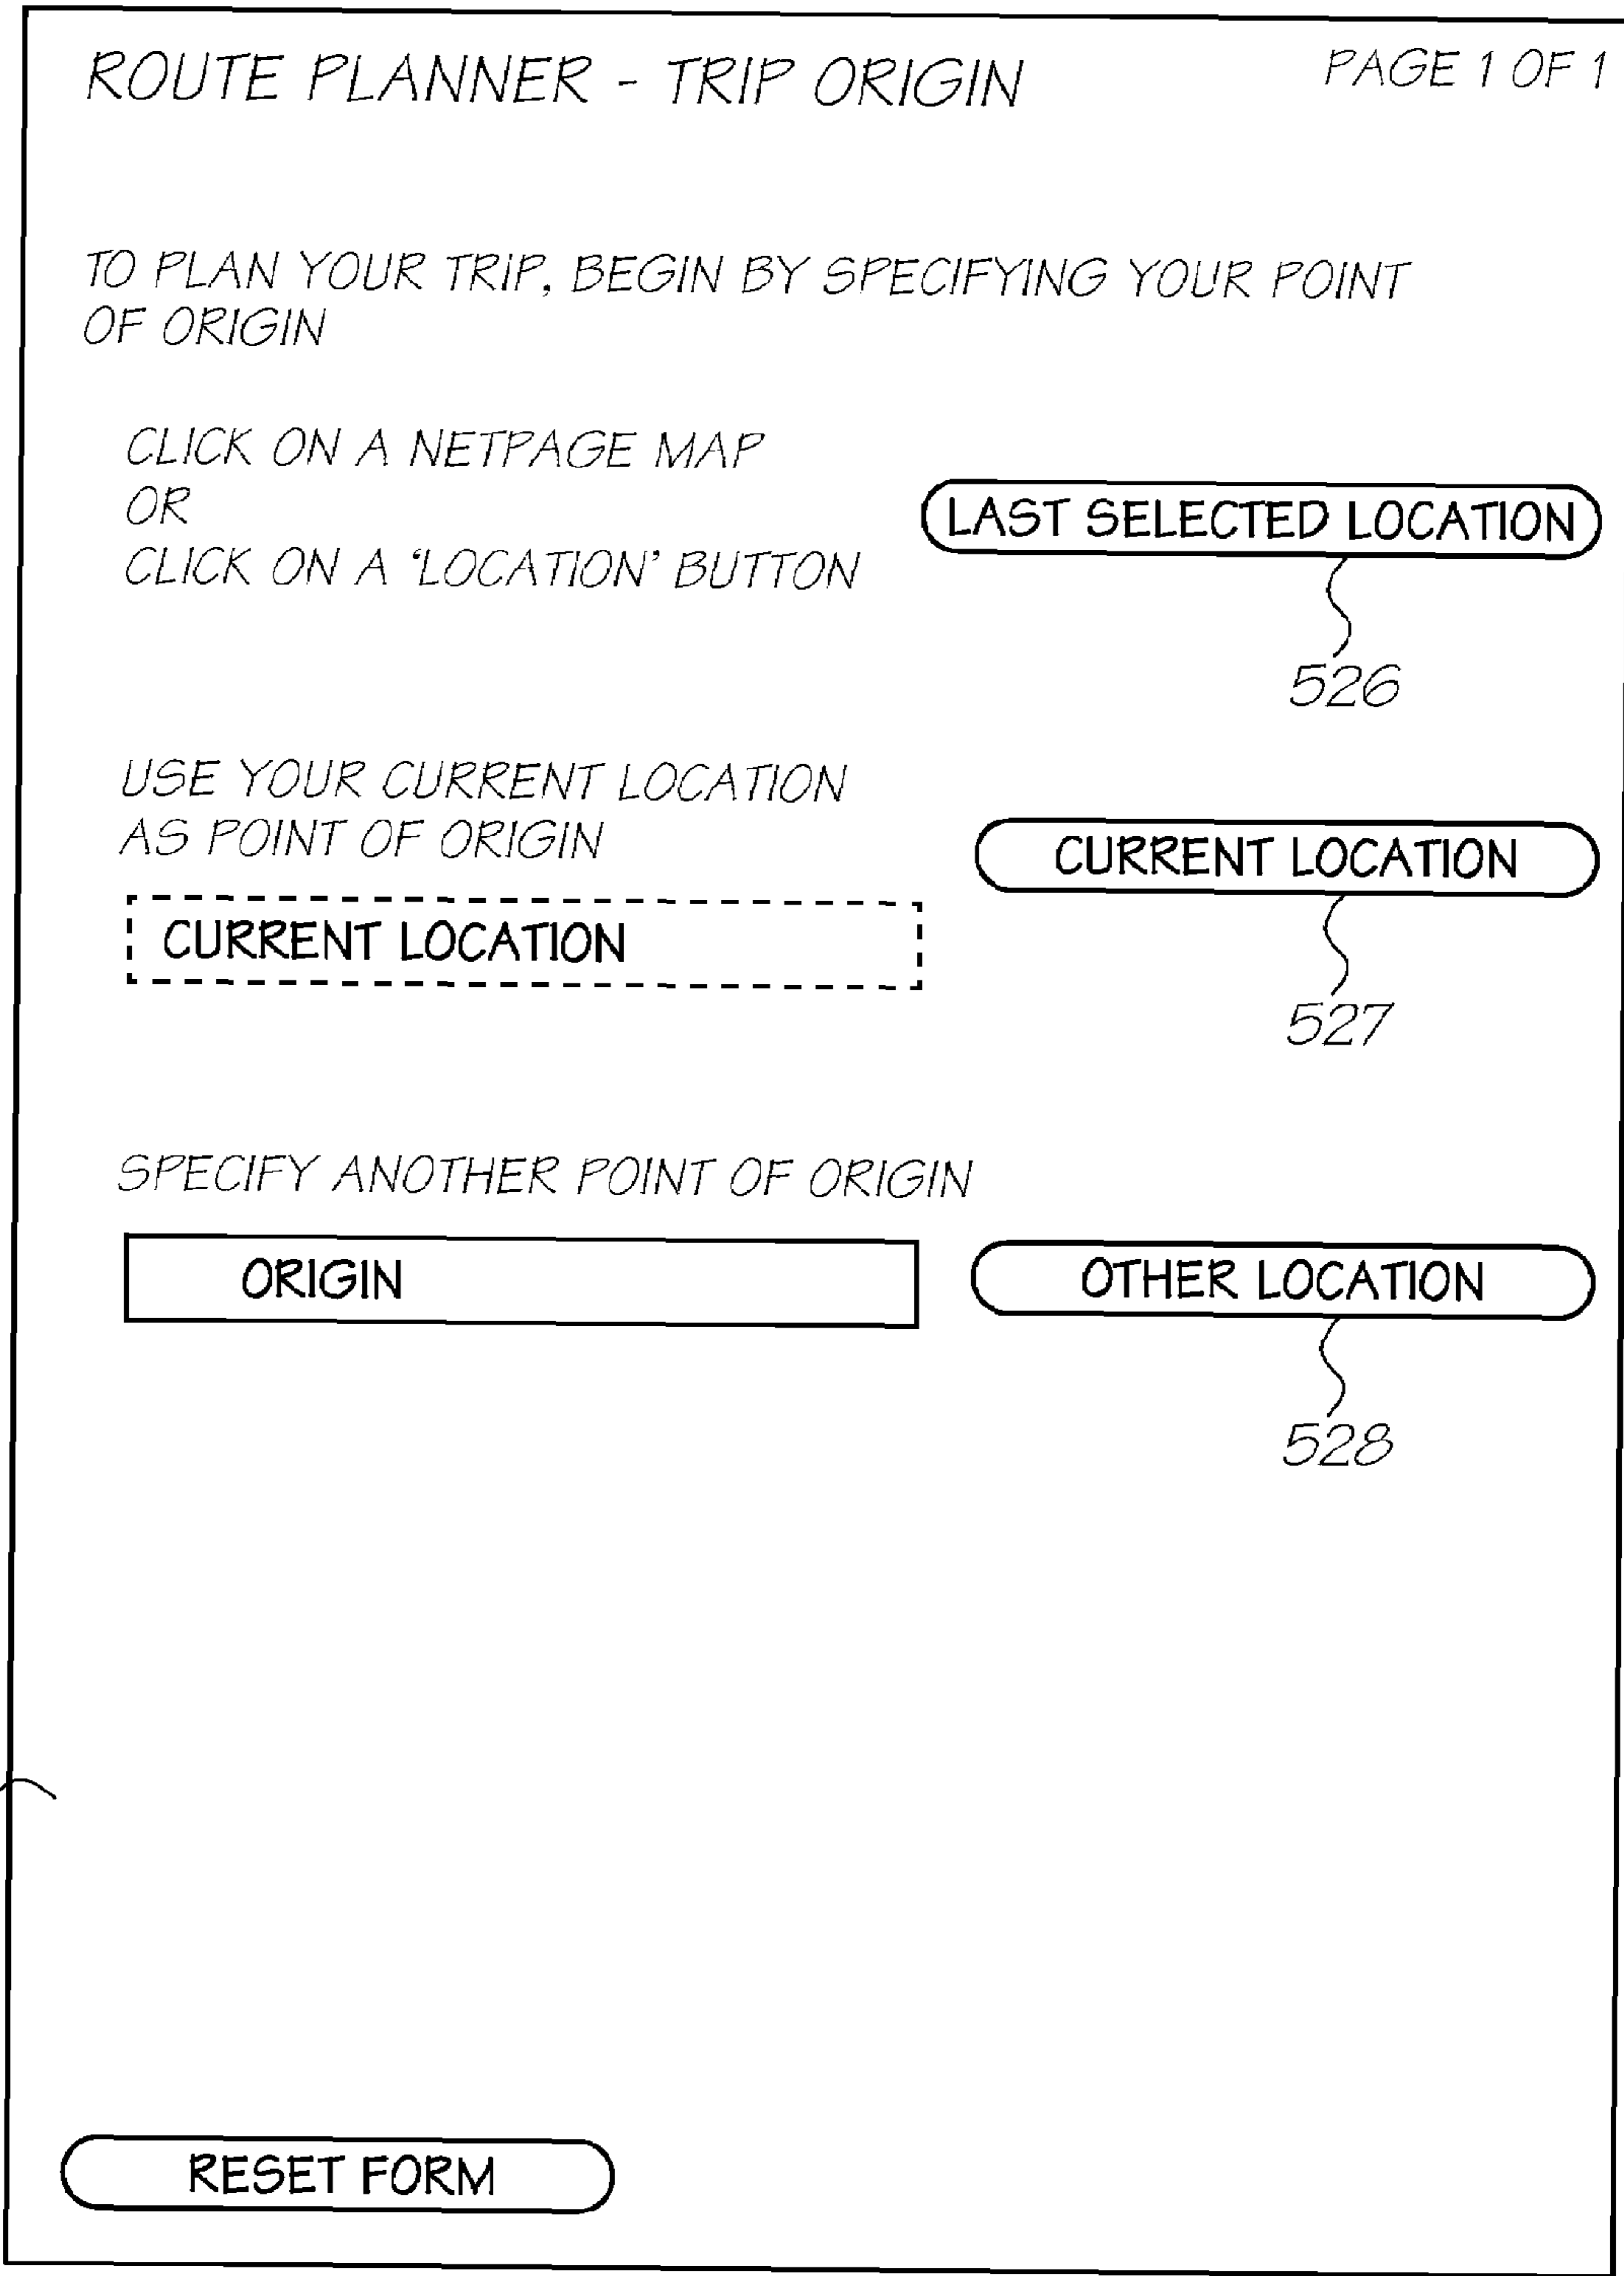 ROUTE PLANNER - TRIP ORIGIN
PAGE 1 OF 1
TO PLAN YOUR TRIP, BEGIN BY SPECIFYING YOUR POINT
OF ORIGIN
CLICK ON A NETPAGE MAP
OR
CLICK ON A 'LOCATION' BUTTON
LAST SELECTED LOCATION
526
USE YOUR CURRENT LOCATION
AS POINT OF ORIGIN
CURRENT LOCATION
CURRENT LOCATION
527
SPECIFY ANOTHER POINT OF ORIGIN
ORIGIN
OTHER LOCATION
528
RESET FORM